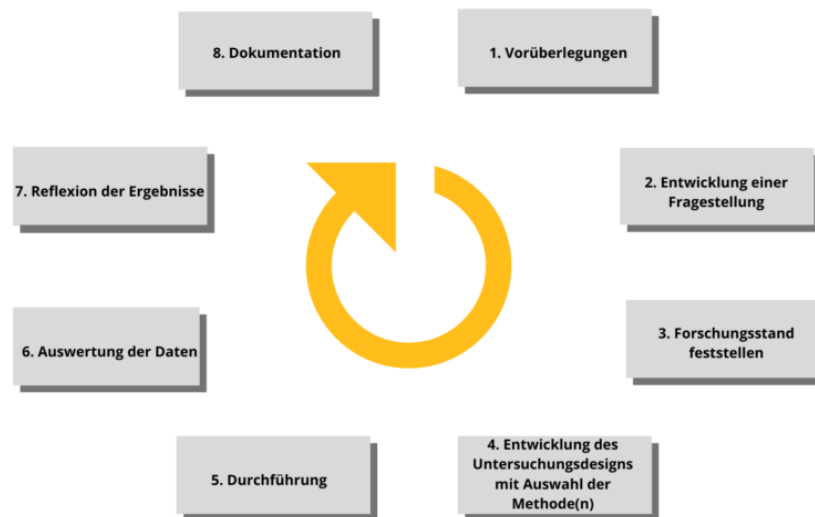 1. Vorüberlegungen
2. Entwicklung einer
Fragestellung
3. Forschungsstand
feststellen
4. Entwicklung des
Untersuchungsdesigns
mit Auswahl der
Methode(n)
5. Durchführung
6. Auswertung der Daten
7. Reflexion der Ergebnisse
8. Dokumentation